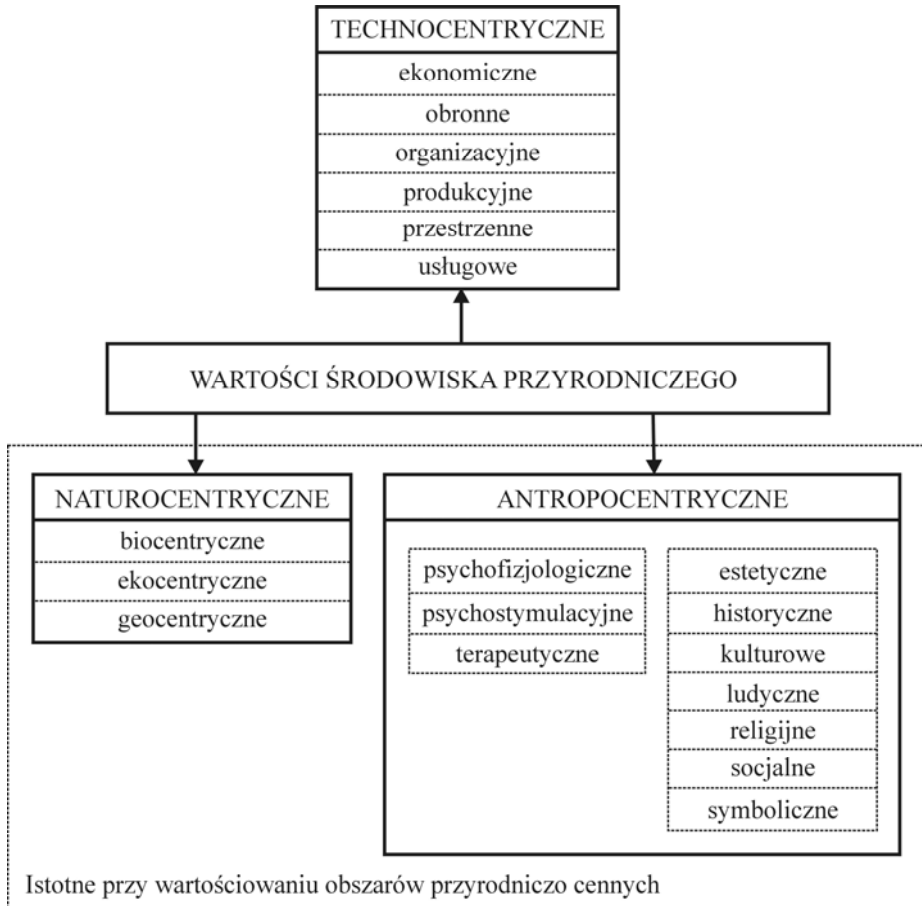 TECHNOCENTRYCZNE
ekonomiczne
obronne
organizacyjne
produkcyjne
przestrzenne
usługowe
WARTOŚCI ŚRODOWISKA PRZYRODNICZEGO
NATUROCENTRYCZNE
biocentryczne
ekocentryczne
geocentryczne
ANTROPOCENTRYCZNE
psychofizjologiczne
psychostymulacyjne
terapeutyczne
estetyczne
historyczne
kulturowe
ludyczne
religijne
socjalne
symboliczne
Istotne przy wartościowaniu obszarów przyrodniczo cennych